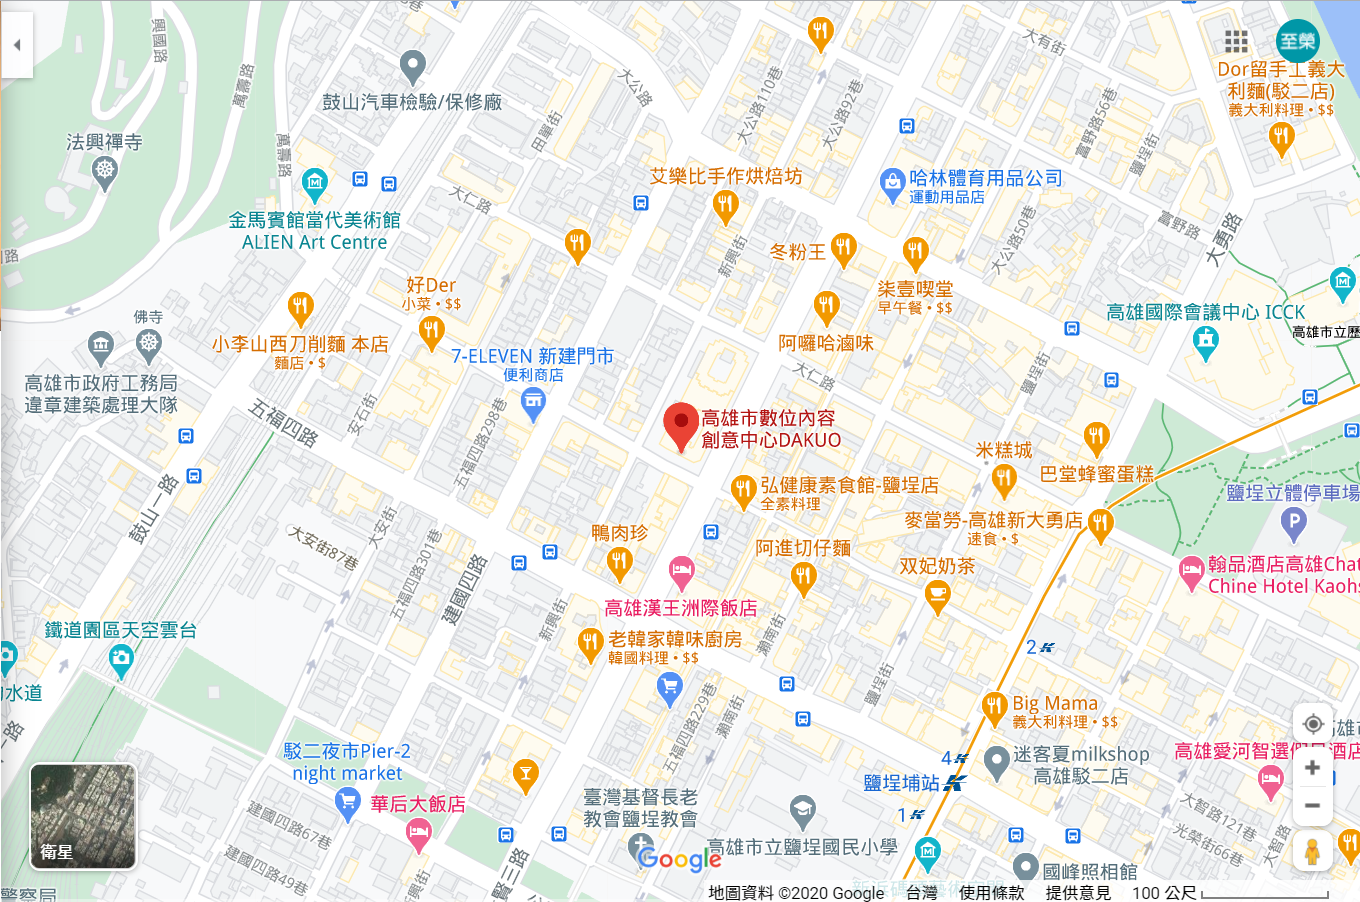 興國路
萬壽路
萬壽路
大公路
大公路110巷
大公路92巷
大有街
至榮
Dor留手工義大
利麵(駁二店)
義大利料理 • $$
鼓山汽車檢驗/保修廠
田單街
富野路56巷
鹽埕街
法興禪寺
艾樂比手作烘焙坊
哈林體育用品公司
運動用品店
大仁路
金馬賓館當代美術館
ALIEN Art Centre
新興街
冬粉王
大公路50巷
富野路
大勇路
好Der
小菜 • $$
柒壹喫堂
早午餐 • $$
高雄國際會議中心 ICCK
高雄市立歷
佛寺
小李山西刀削麵 本店
麵店 • $
阿囉哈滷味
7-ELEVEN 新建門市
便利商店
高雄市政府工務局
違章建築處理大隊
大仁路
鹽埕街
五福四路
安石街
五福四路298巷
高雄市數位內容
創意中心DAKUO
米糕城
巴堂蜂蜜蛋糕
弘健康素食館-鹽埕店
全素料理
鹽埕立體停車場
鼓山一路
大安街
大安街87巷
五福四路301巷
建國四路
鴨肉珍
阿進切仔麵
麥當勞-高雄新大勇店
速食 • $
双妃奶茶
翰品酒店高雄Chat
Chine Hotel Kaohs
高雄漢王洲際飯店
新興街
鐵道園區天空雲台
老韓家韓味廚房
韓國料理 • $$
瀨南街
鹽埕街
2
水道
五福四路229巷
瀨南街
Big Mama
義大利料理 • $$
駁二夜市Pier-2
night market
4
鹽埕埔站
1
迷客夏milkshop
高雄駁二店
高雄愛河智選假日酒店
建國四路67巷
華后大飯店
臺灣基督長老
教會鹽埕教會
高雄市立鹽埕國民小學
大智路121巷
光榮街66巷
大智路
建國四路49巷
新興街
國峰照相館
衛星
警察局
Google
地圖資料 ©2020 Google
台灣
使用條款
提供意見
100 公尺